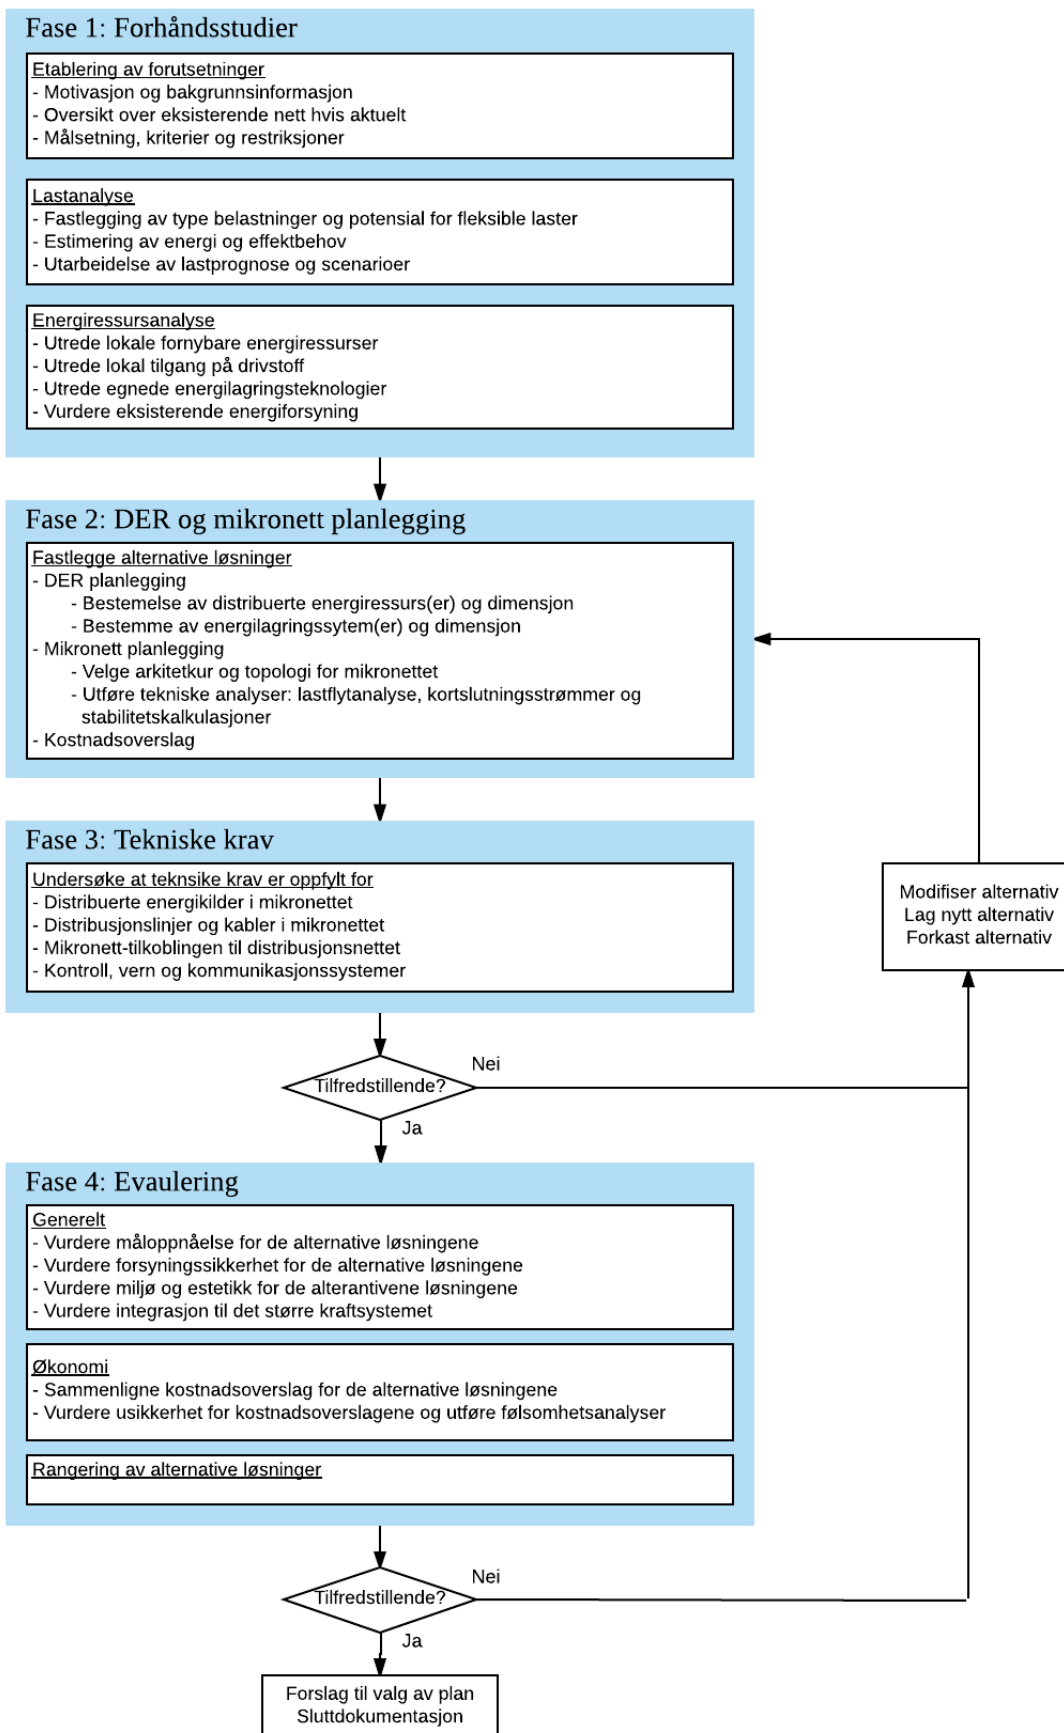 Fase 1: Forhåndsstudier
Etablering av forutsetninger
- Motivasjon og bakgrunnsinformasjon
- Oversikt over eksisterende nett hvis aktuelt
- Målsetning, kriterier og restriksjoner
Lastanalyse
- Fastlegging av type belastninger og potensial for fleksible laster
- Estimering av energi og effektbehov
- Utarbeidelse av lastprognose og scenarioer
Energiressursanalyse
- Utrede lokale fornybare energiressurser
- Utrede lokal tilgang på drivstoff
- Utrede egnede energilagringsteknologier
- Vurdere eksisterende energiforsyning
Fase 2: DER og mikronett planlegging
Fastlegge alternative løsninger
- DER planlegging
- Bestemelse av distribuerte energiressurs(er) og dimensjon
- Bestemme av energilagringssytem(er) og dimensjon
- Mikronett planlegging
- Velge arkitetkur og topologi for mikronettet
- Utføre tekniske analyser: lastflytanalyse, kortslutningsstrømmer og
stabilitetskalkulasjoner
- Kostnadsoverslag
Fase 3: Tekniske krav
Undersøke at teknsike krav er oppfylt for
- Distribuerte energikilder i mikronettet
- Distribusjonslinjer og kabler i mikronettet
- Mikronett-tilkoblingen til distribusjonsnettet
- Kontroll, vern og kommunikasjonssystemer
Modifiser alternativ
Lag nytt alternativ
Forkast alternativ
Tilfredstillende?
Nei
Ja
Fase 4: Evaulering
Generelt
- Vurdere måloppnåelse for de alternative løsningene
- Vurdere forsyningssikkerhet for de alternative løsningene
- Vurdere miljø og estetikk for de alterantivene løsningene
- Vurdere integrasjon til det større kraftsystemet
Økonomi
- Sammenligne kostnadsoverslag for de alternative løsningene
- Vurdere usikkerhet for kostnadsoverslagene og utføre følsomhetsanalyser
Rangering av alternative løsninger
Tilfredstillende?
Nei
Ja
Forslag til valg av plan
Sluttdokumentasjon